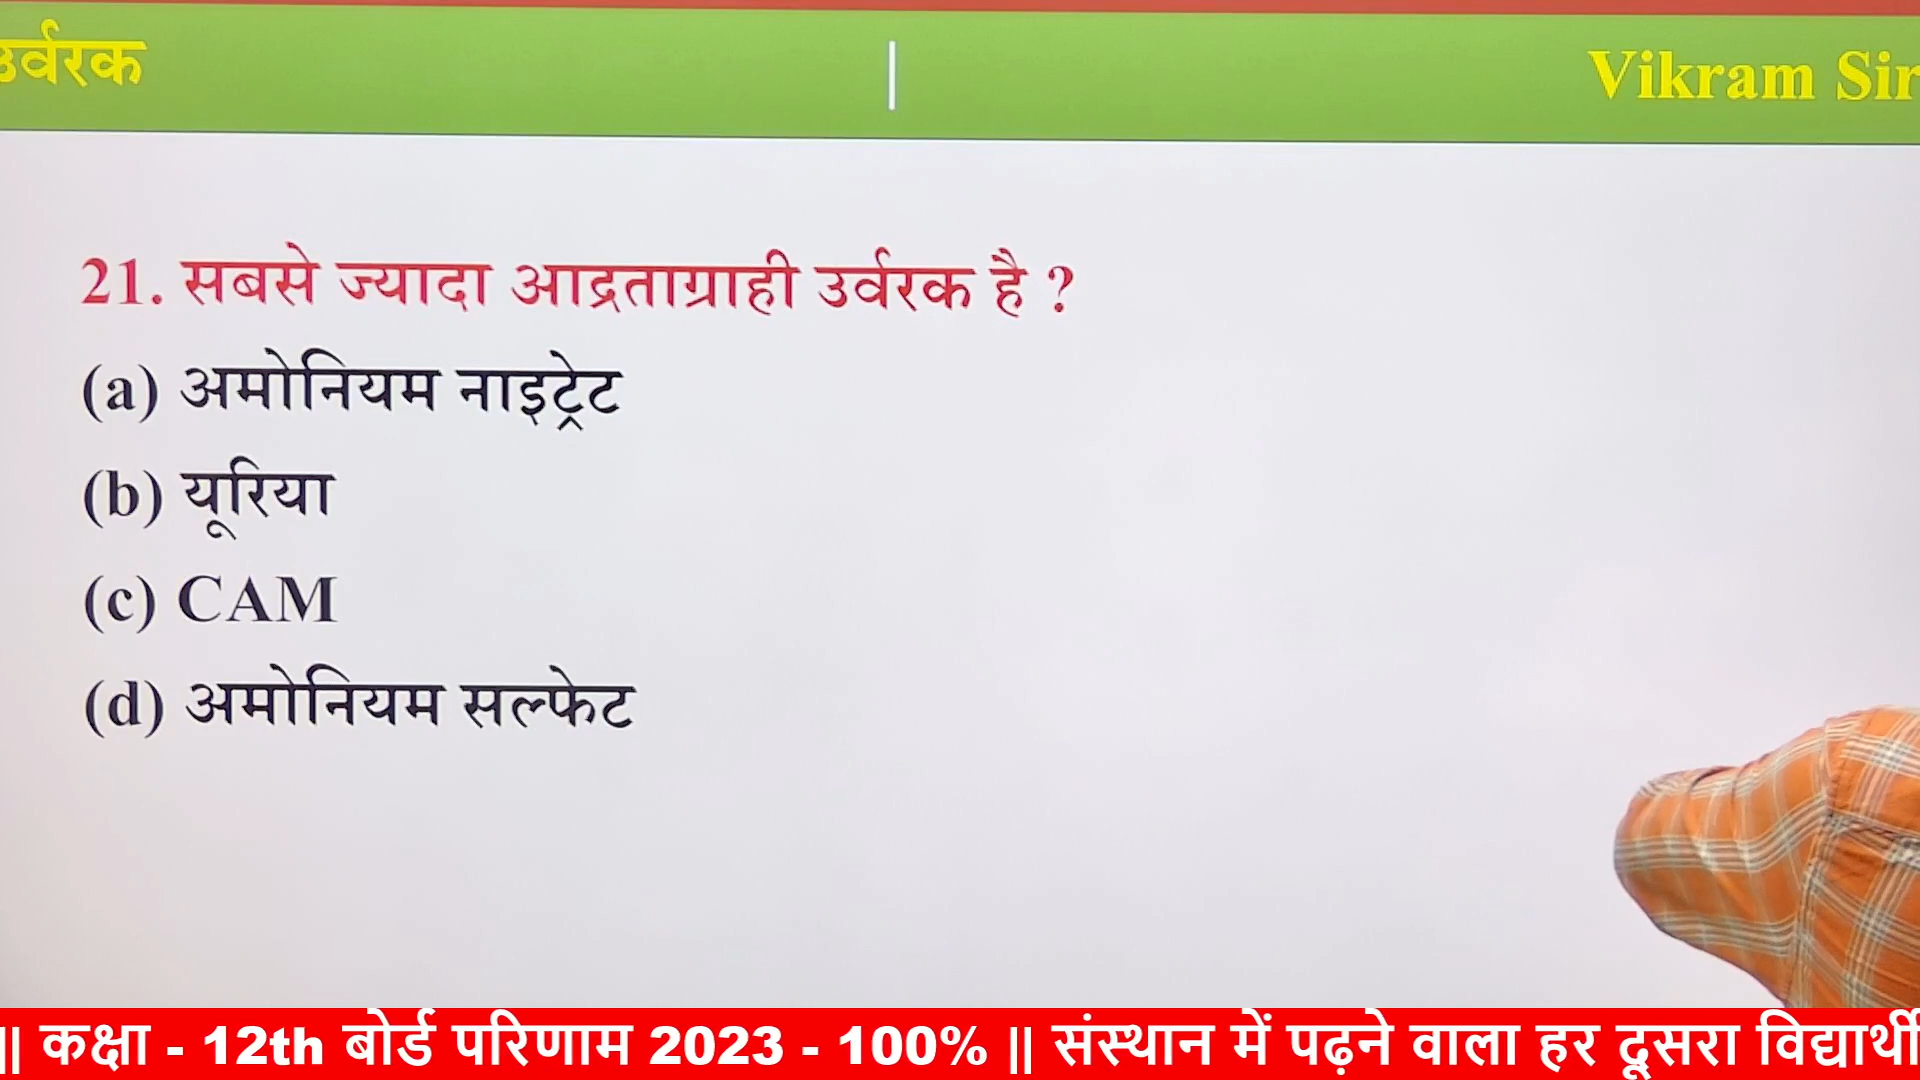 उर्वरक
Vikram Sir
21. सबसे ज्यादा आद्रताग्राही उर्वरक है ?
(a) अमोनियम नाइट्रेट
(b) यूरिया
(c) CAM
(d) अमोनियम सल्फेट
|| कक्षा - 12th बोर्ड परिणाम 2023 - 100% || संस्थान में पढ़ने वाला हर दूसरा विद्यार्थी